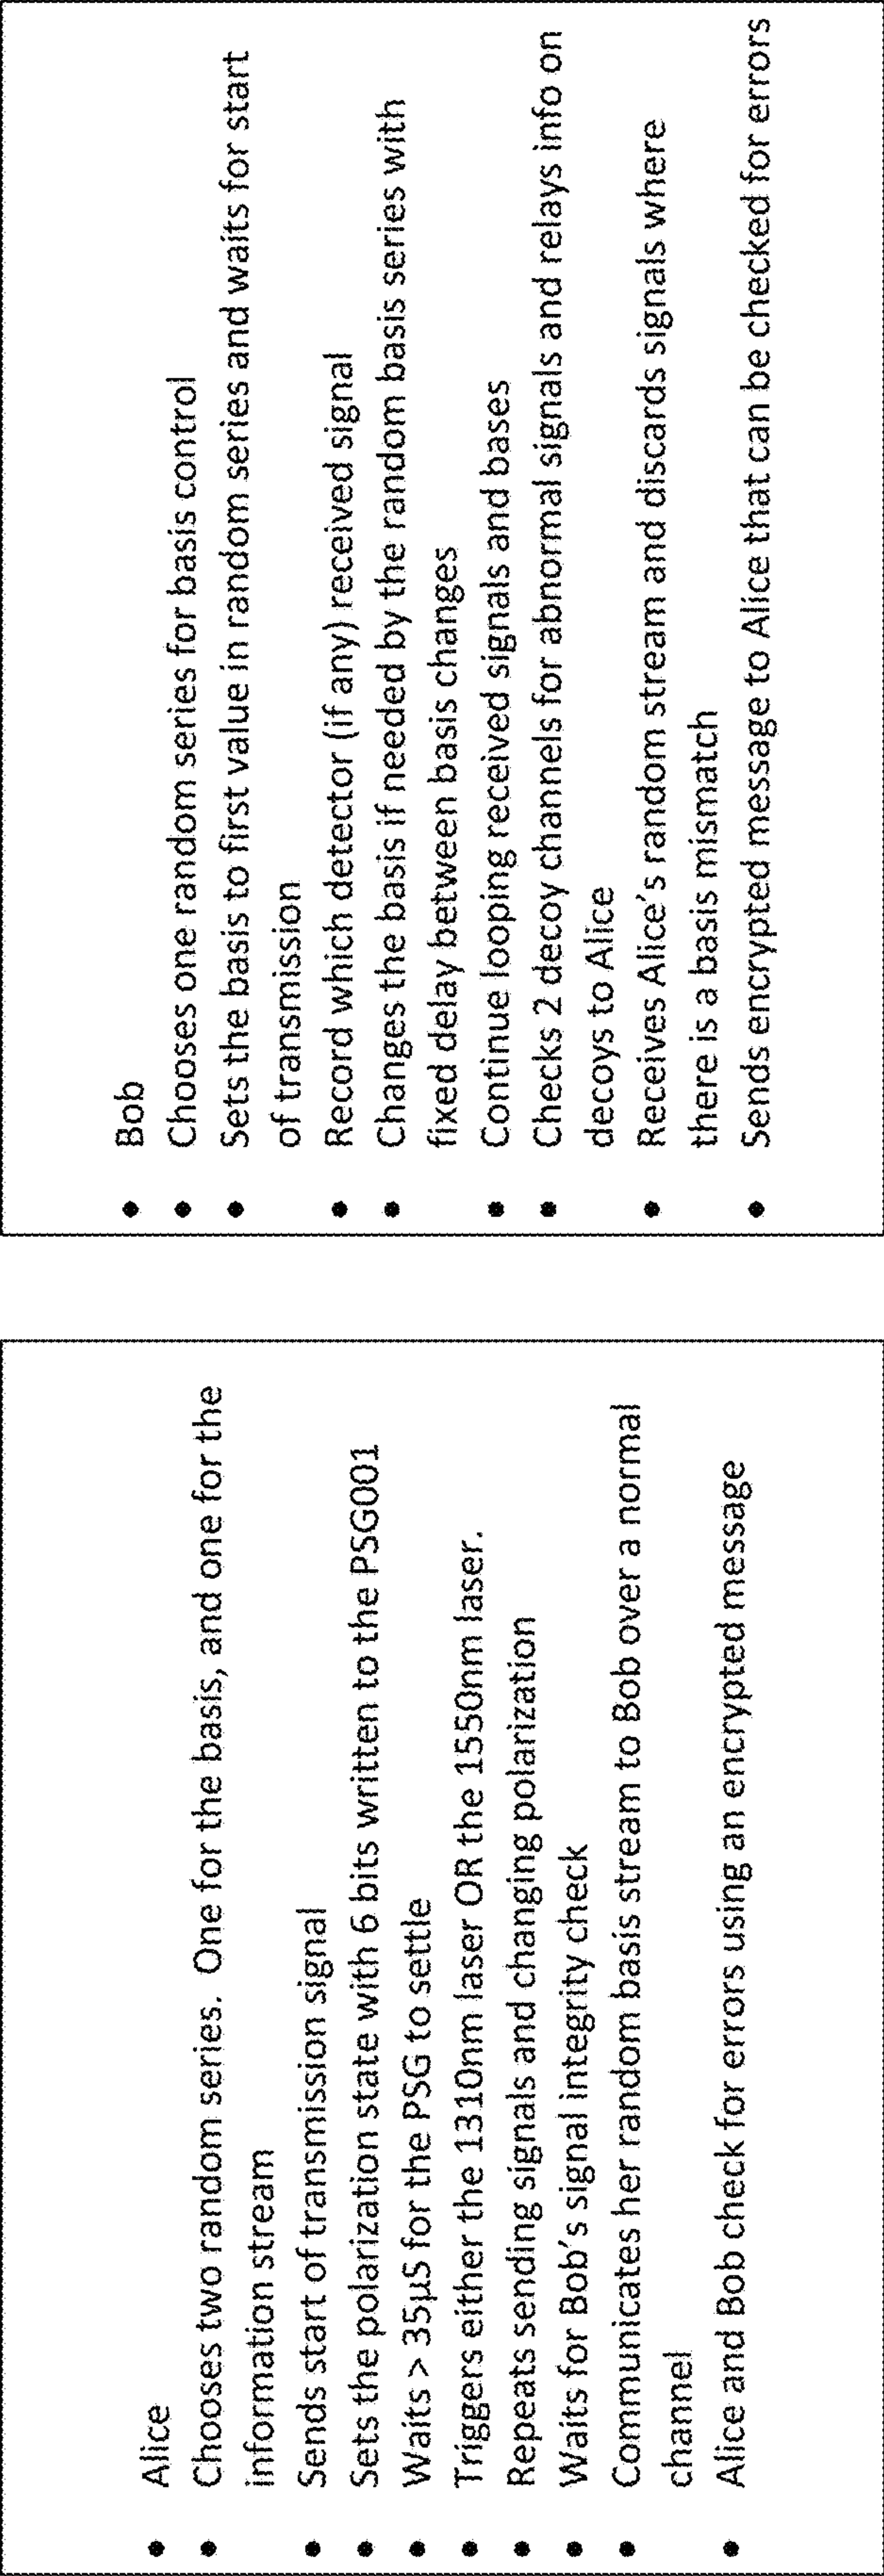 • Alice
• Chooses two random series.  One for the basis, and one for the
information stream
• Sends start of transmission signal
• Sets the polarization state with 6 bits written to the PSG001
• Waits > 35µS for the PSG to settle
• Triggers either the 1310nm laser OR the 1550nm laser.
• Repeats sending signals and changing polarization
• Waits for Bob's signal integrity check
• Communicates her random basis stream to Bob over a normal
channel
• Alice and Bob check for errors using an encrypted message
• Bob
• Chooses one random series for basis control
• Sets the basis to first value in random series and waits for start
of transmission
• Record which detector (if any) received signal
• Changes the basis if needed by the random basis series with
fixed delay between basis changes
• Continue looping received signals and bases
• Checks 2 decoy channels for abnormal signals and relays info on
decoys to Alice
• Receives Alice's random stream and discards signals where
there is a basis mismatch
• Sends encrypted message to Alice that can be checked for errors